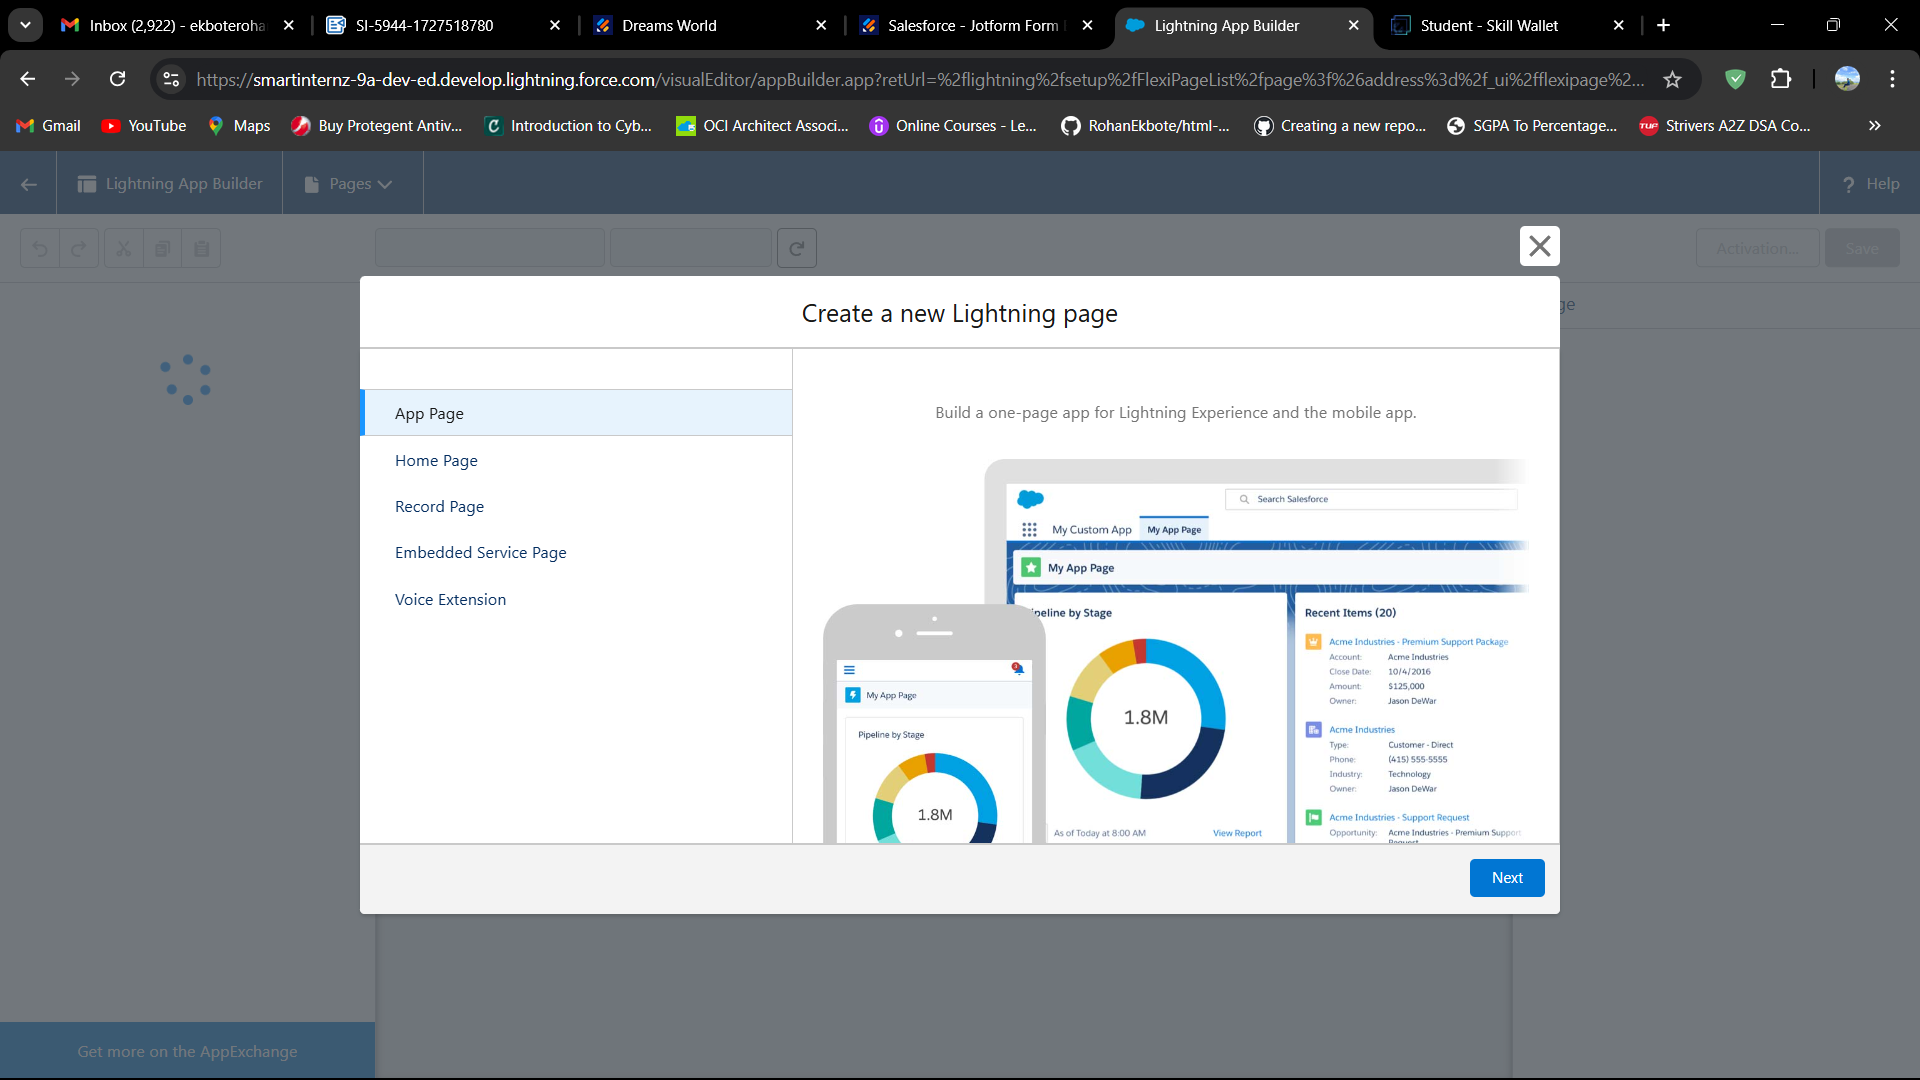 Inbox (2,922) - ekboteroha
SI-5944-1727518780
Dreams World
Salesforce - Jotform Form
Lightning App Builder
Student - Skill Wallet
https://smartinternz-9a-dev-ed.develop.lightning.force.com/visualEditor/appBuilder.app?retUrl=%2flightning%2fsetup%2fFlexiPageList%2fpage%3f%26address%3d%2f_ui%2fflexipage%2...
Gmail
YouTube
Maps
Buy Protegent Antiv...
Introduction to Cyb...
OCI Architect Associ...
Online Courses - Le...
RohanEkbote/html-...
Creating a new repo...
SGPA To Percentage...
TUF
Strivers A2Z DSA Co...
Lightning App Builder
Pages
? Help
Activation...
Save
ge
Create a new Lightning page
App Page
Home Page
Record Page
Embedded Service Page
Voice Extension
Build a one-page app for Lightning Experience and the mobile app.
Search Salesforce
My Custom App
My App Page
My App Page
peline by Stage
1.8M
As of Today at 8:00 AM
View Report
Recent Items (20)
Acme Industries - Premium Support Package
Account: Acme Industries
Close Date: 10/4/2016
Amount: $125,000
Owner: Jason DeWar
Acme Industries
Type: Customer - Direct
Phone: (415) 555-5555
Industry: Technology
Owner: Jason DeWar
Acme Industries - Support Request
Opportunity: Acme Industries - Premium Support
Request
My App Page
Pipeline by Stage
1.8M
Next
Get more on the AppExchange